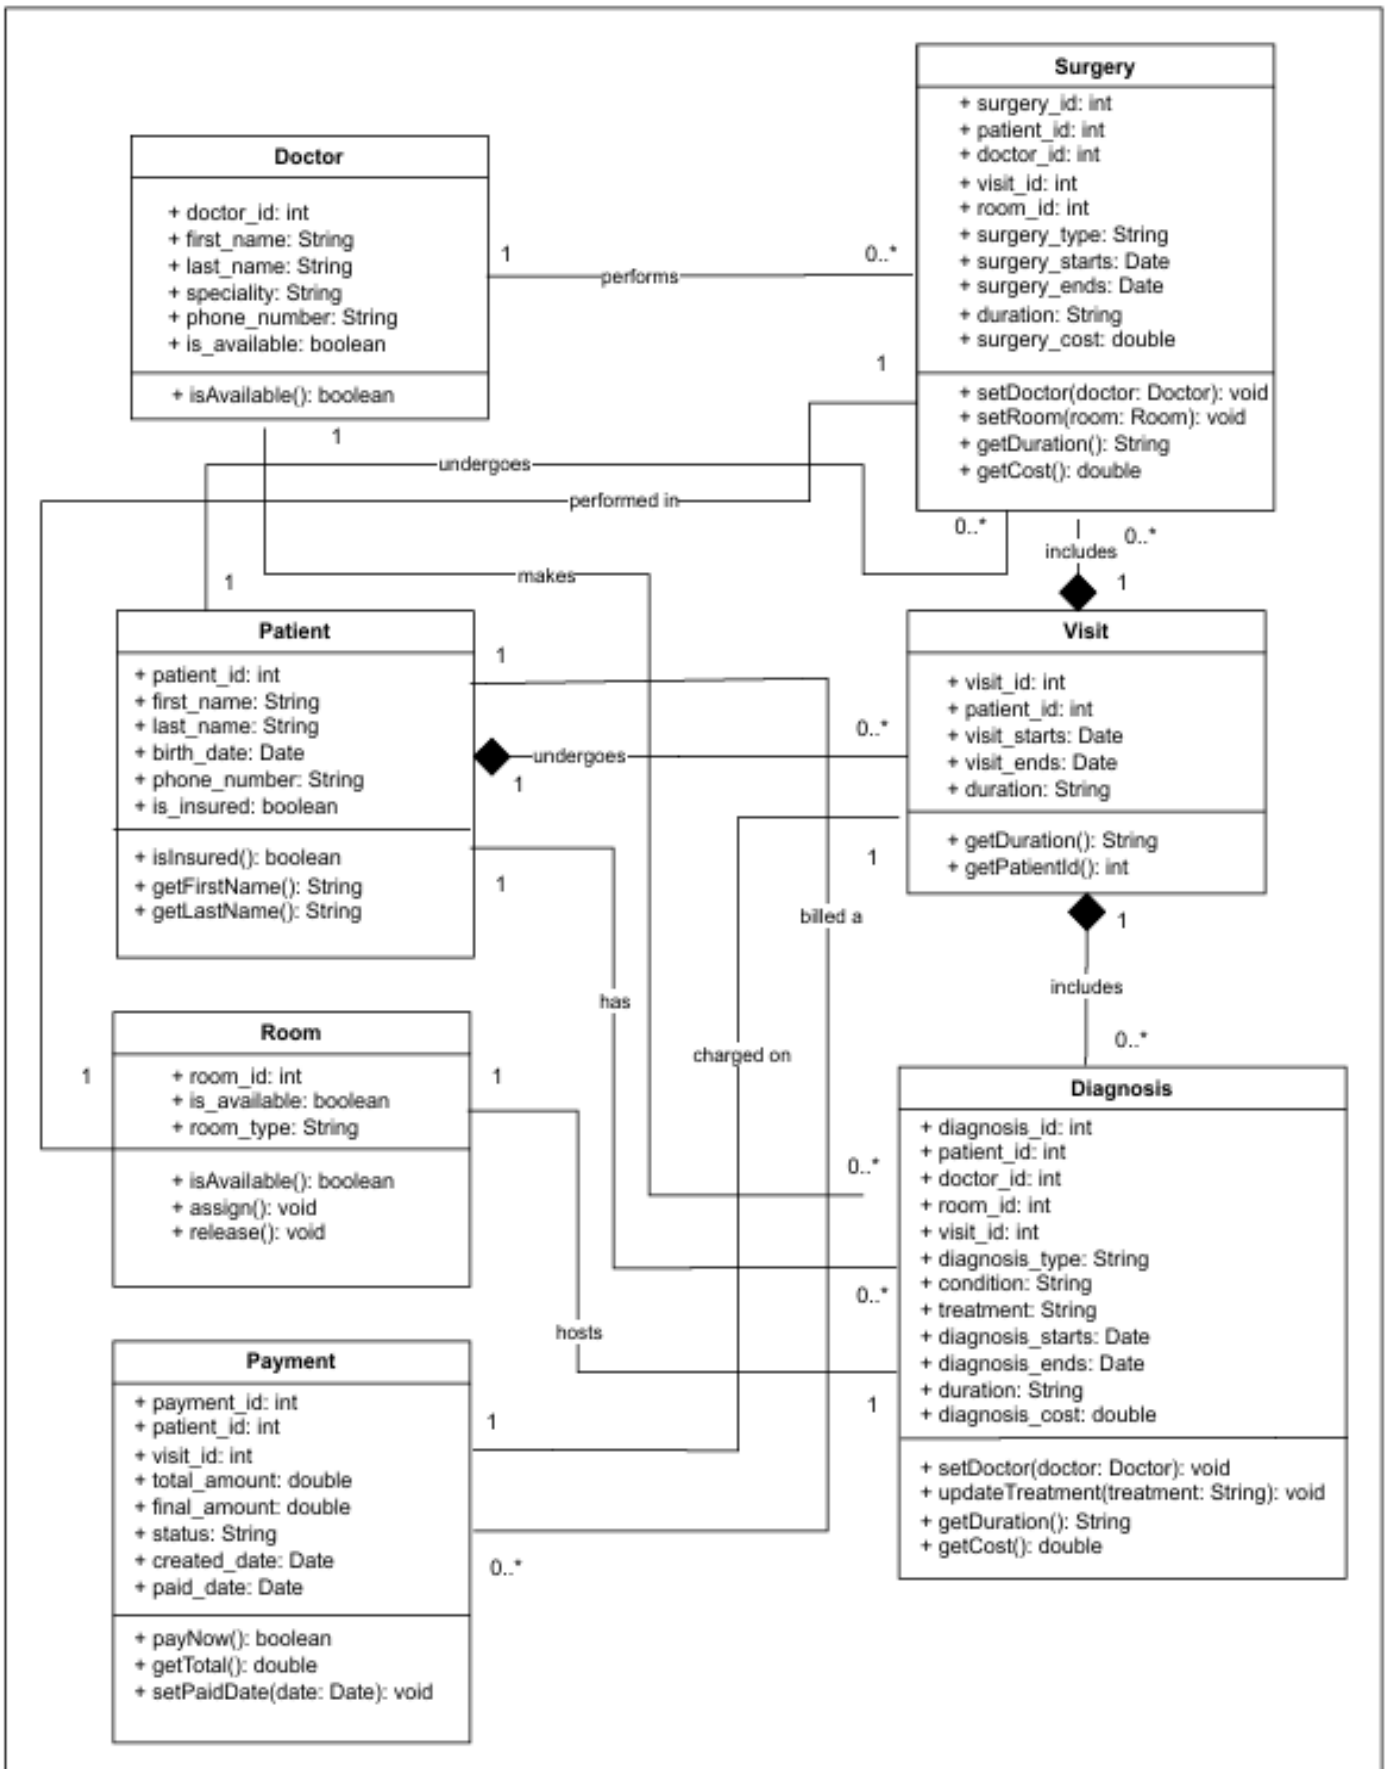 Surgery
+ surgery_id: int
+ patient_id: int
+ doctor_id: int
+ visit_id: int
+ room_id: int
+ surgery_type: String
+ surgery_starts: Date
+ surgery_ends: Date
+ duration: String
+ surgery_cost: double
+ setDoctor(doctor: Doctor): void
+ setRoom(room: Room): void
+ getDuration(): String
+ getCost(): double
Doctor
+ doctor_id: int
+ first_name: String
+ last_name: String
+ speciality: String
+ phone_number: String
+ is_available: boolean
+ isAvailable(): boolean
1
performs
0..*
1
1
undergoes
performed in
0..*
includes
0..*
1
makes
1
Patient
+ patient_id: int
+ first_name: String
+ last_name: String
+ birth_date: Date
+ phone_number: String
+ is_insured: boolean
+ isInsured(): boolean
+ getFirstName(): String
+ getLastName(): String
Visit
+ visit_id: int
+ patient_id: int
+ visit_starts: Date
+ visit_ends: Date
+ duration: String
+ getDuration(): String
+ getPatientId(): int
1
0..*
undergoes
1
1
1
billed a
1
includes
0..*
has
charged on
Room
+ room_id: int
+ is_available: boolean
+ room_type: String
+ isAvailable(): boolean
+ assign(): void
+ release(): void
1
1
0..*
0..*
hosts
1
Diagnosis
+ diagnosis_id: int
+ patient_id: int
+ doctor_id: int
+ room_id: int
+ visit_id: int
+ diagnosis_type: String
+ condition: String
+ treatment: String
+ diagnosis_starts: Date
+ diagnosis_ends: Date
+ duration: String
+ diagnosis_cost: double
+ setDoctor(doctor: Doctor): void
+ updateTreatment(treatment: String): void
+ getDuration(): String
+ getCost(): double
Payment
+ payment_id: int
+ patient_id: int
+ visit_id: int
+ total_amount: double
+ final_amount: double
+ status: String
+ created_date: Date
+ paid_date: Date
+ payNow(): boolean
+ getTotal(): double
+ setPaidDate(date: Date): void
1
0..*